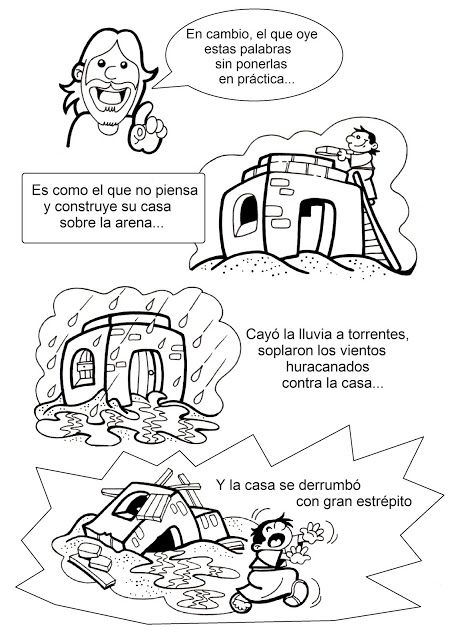 En cambio, el que oye
estas palabras
sin ponerlas
en práctica...
Es como el que no piensa
y construye su casa
sobre la arena...
Cayó la lluvia a torrentes,
soplaron los vientos
huracanados
contra la casa...
Y la casa se derrumbó
con gran estrépito